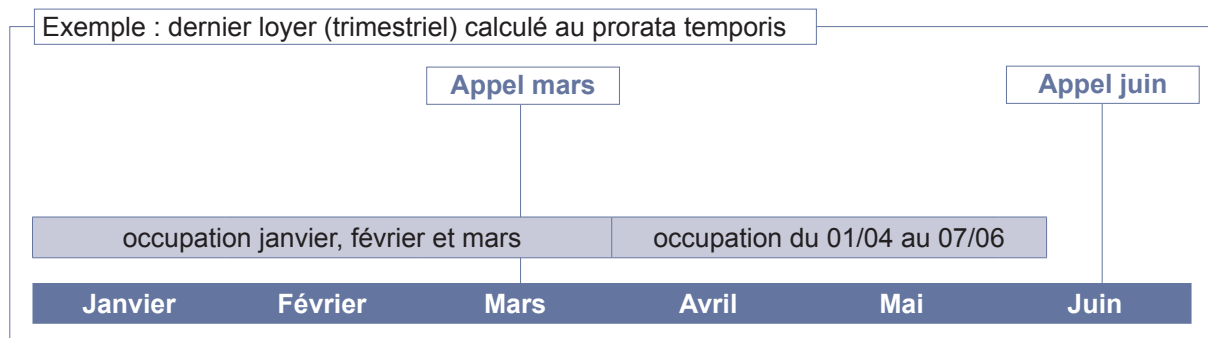 Exemple : dernier loyer (trimestriel) calculé au prorata temporis
Appel mars
Appel juin
occupation janvier, février et mars
occupation du 01/04 au 07/06
Janvier
Février
Mars
Avril
Mai
Juin